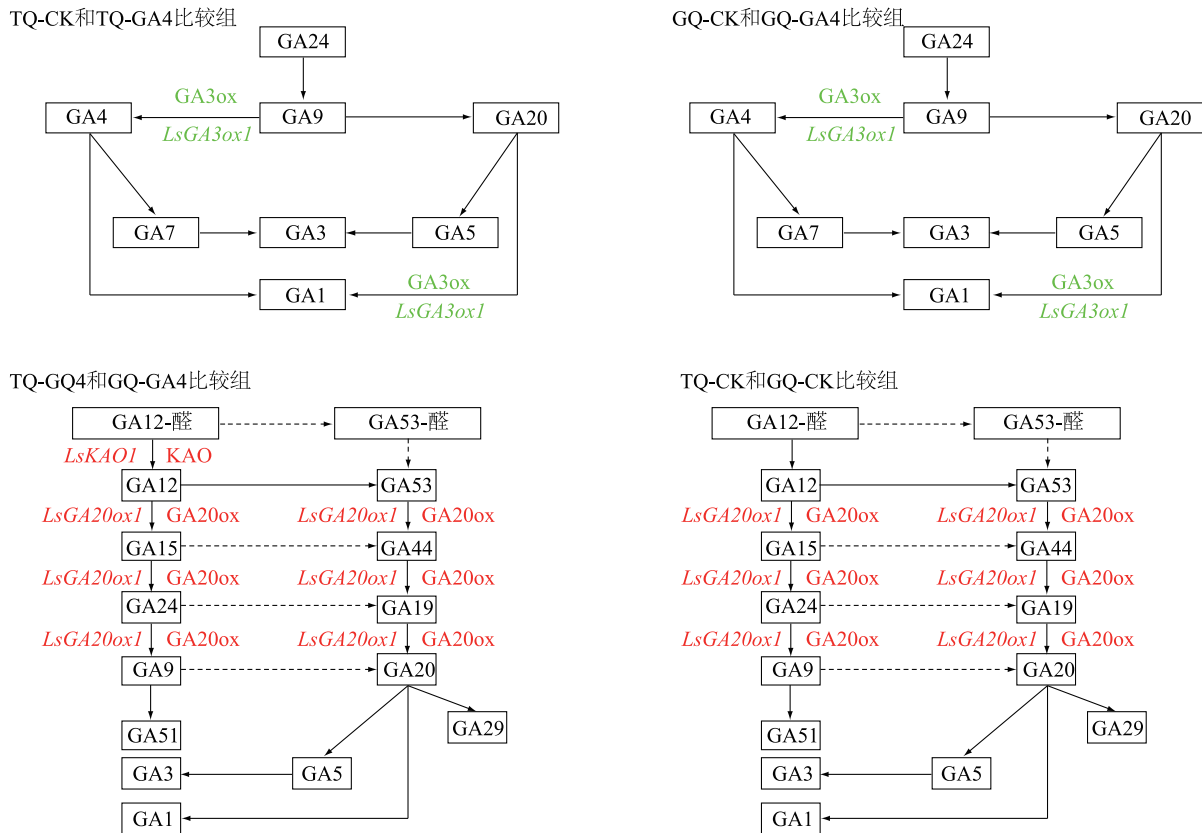 TQ-CK和TQ-GA4比较组
GA24
GA3ox
GA4
GA9
GA20
LsGA3ox1
GA7
GA3
GA5
GA3ox
GA1
LsGA3ox1
GQ-CK和GQ-GA4比较组
GA24
GA3ox
GA4
GA9
GA20
LsGA3ox1
GA7
GA3
GA5
GA3ox
GA1
LsGA3ox1
TQ-GQ4和GQ-GA4比较组
GA12-醛
GA53-醛
LsKAO1 KAO
GA12
GA53
LsGA20ox1 GA20ox
LsGA20ox1 GA20ox
GA15
GA44
LsGA20ox1 GA20ox
LsGA20ox1 GA20ox
GA24
GA19
LsGA20ox1 GA20ox
LsGA20ox1 GA20ox
GA9
GA20
GA29
GA51
GA3
GA5
GA1
TQ-CK和GQ-CK比较组
GA12-醛
GA53-醛
GA12
GA53
LsGA20ox1 GA20ox
LsGA20ox1 GA20ox
GA15
GA44
LsGA20ox1 GA20ox
LsGA20ox1 GA20ox
GA24
GA19
LsGA20ox1 GA20ox
LsGA20ox1 GA20ox
GA9
GA20
GA29
GA51
GA3
GA5
GA1